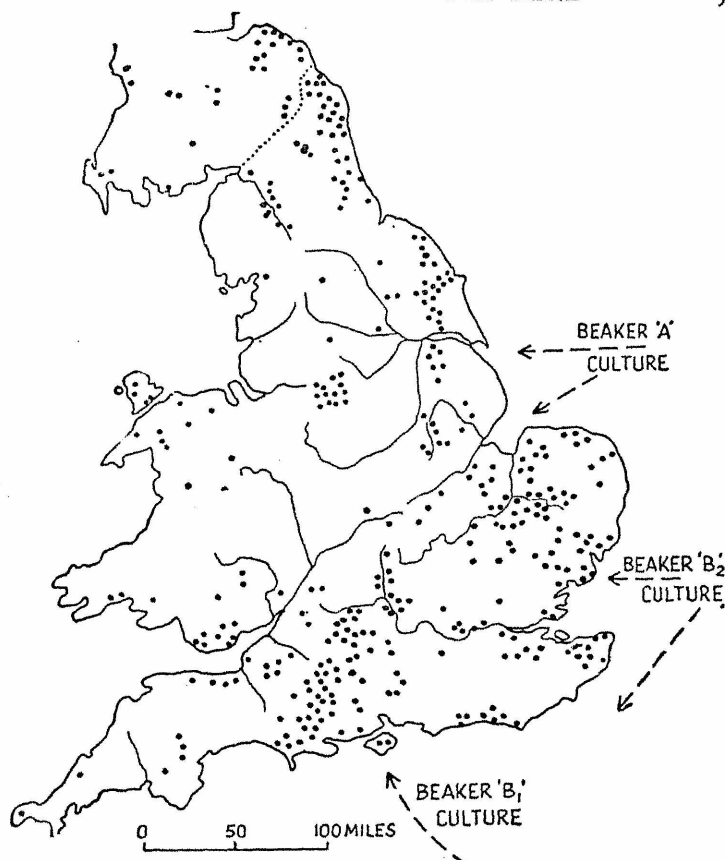 BEAKER 'A'
CULTURE
BEAKER 'B₂'
CULTURE
BEAKER 'B₁'
CULTURE
0 50 100 MILES